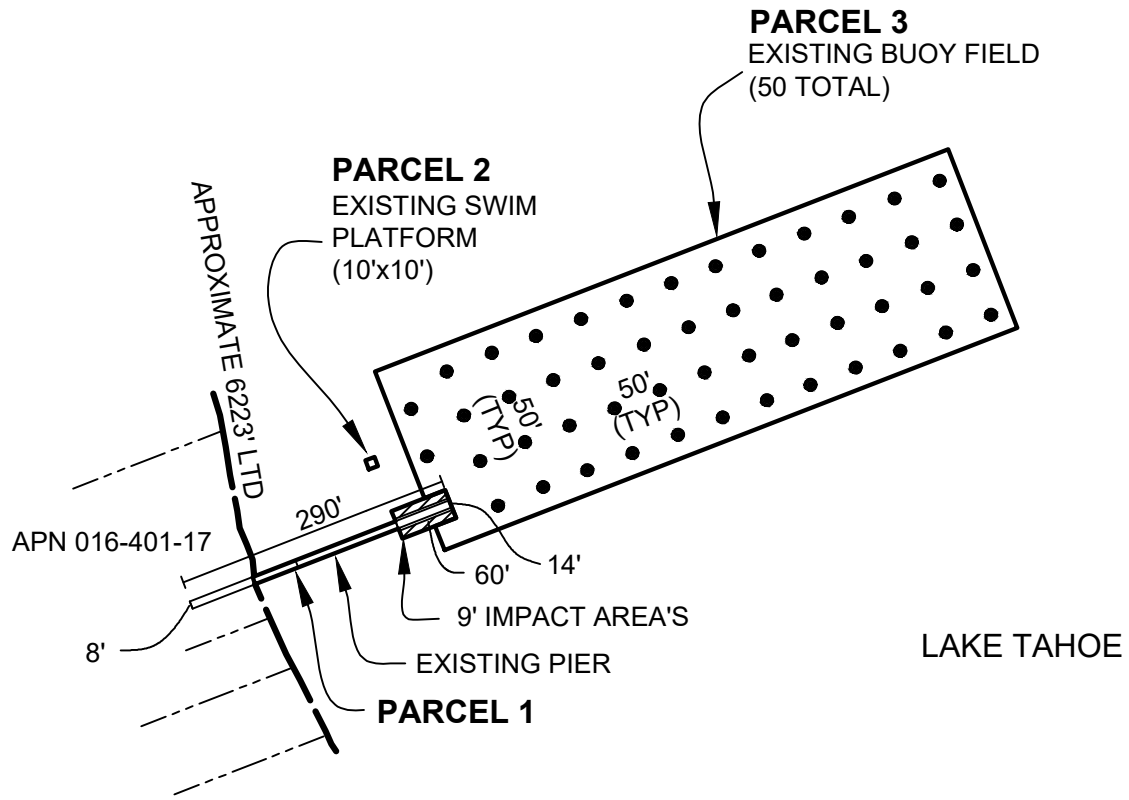 PARCEL 3
EXISTING BUOY FIELD
(50 TOTAL)
PARCEL 2
EXISTING SWIM
PLATFORM
(10'x10')
APPROXIMATE 6223' LTD
50'
(TYP)
50'
(TYP)
290'
APN 016-401-17
14'
60'
9' IMPACT AREA'S
8'
EXISTING PIER
LAKE TAHOE
PARCEL 1